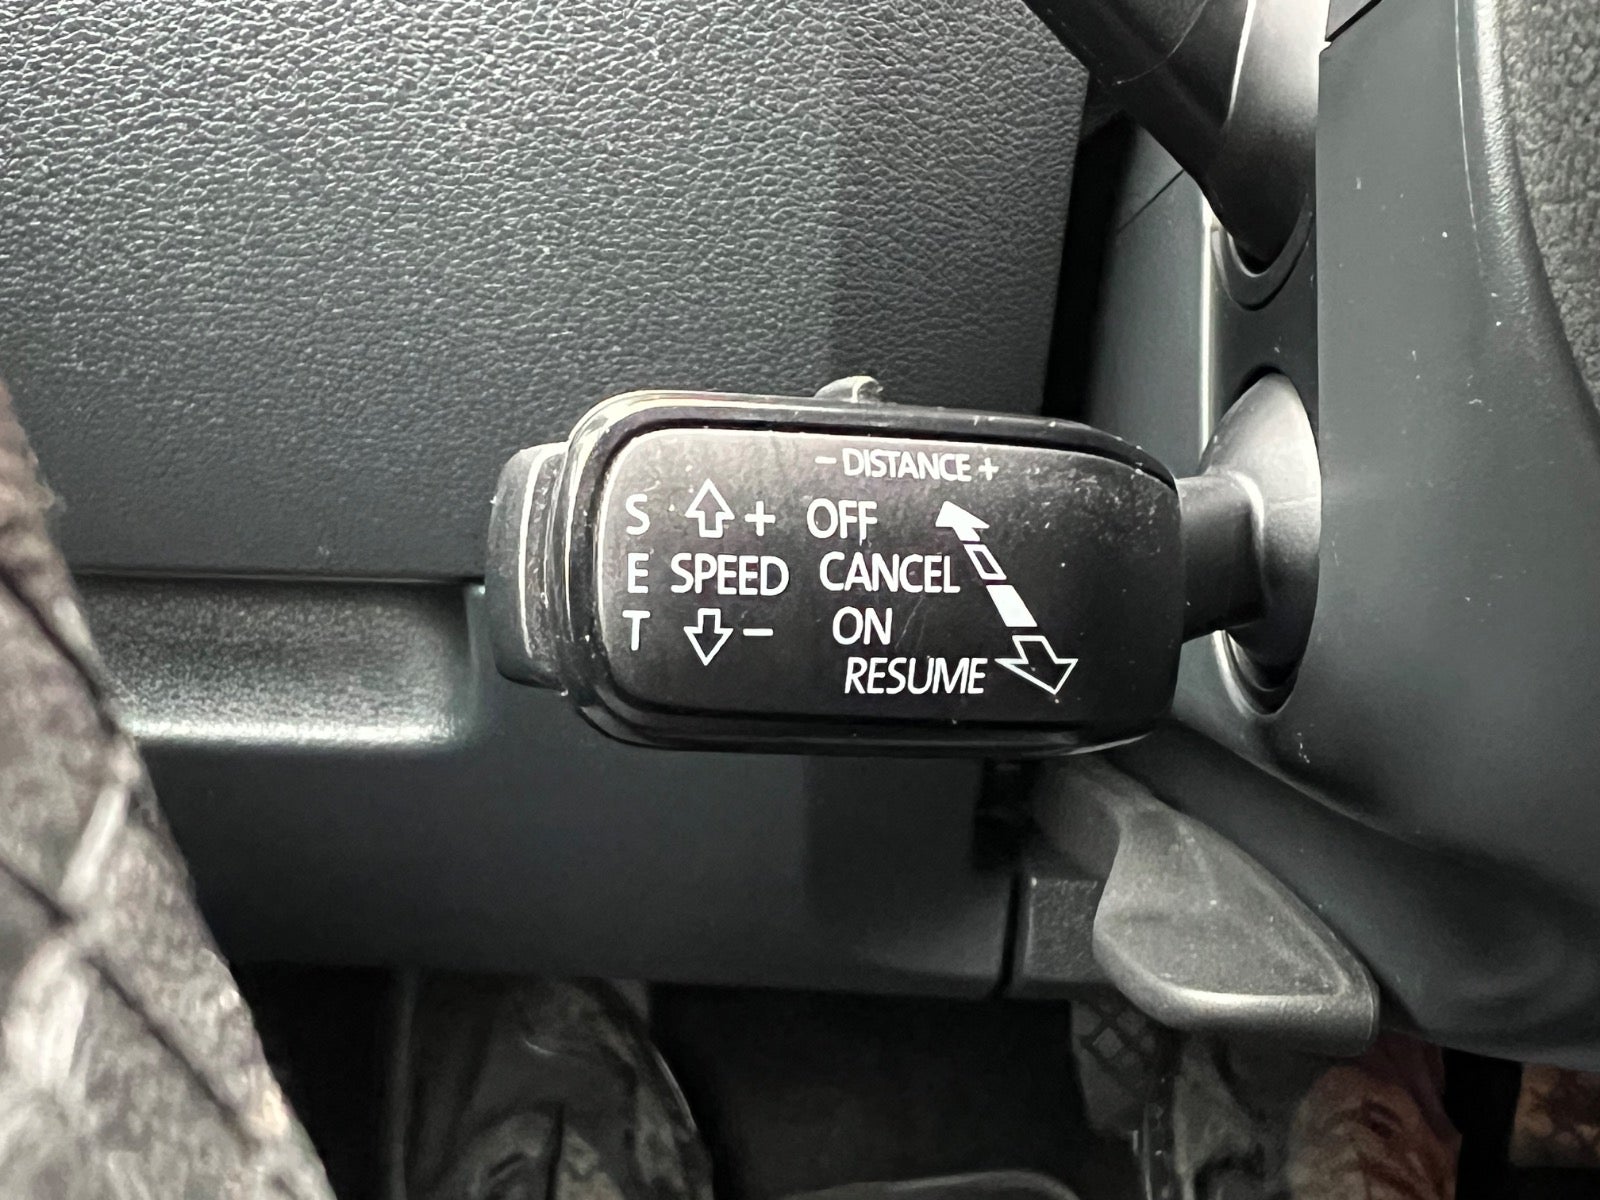 – DISTANCE +
S + OFF
E SPEED CANCEL
T – ON
RESUME